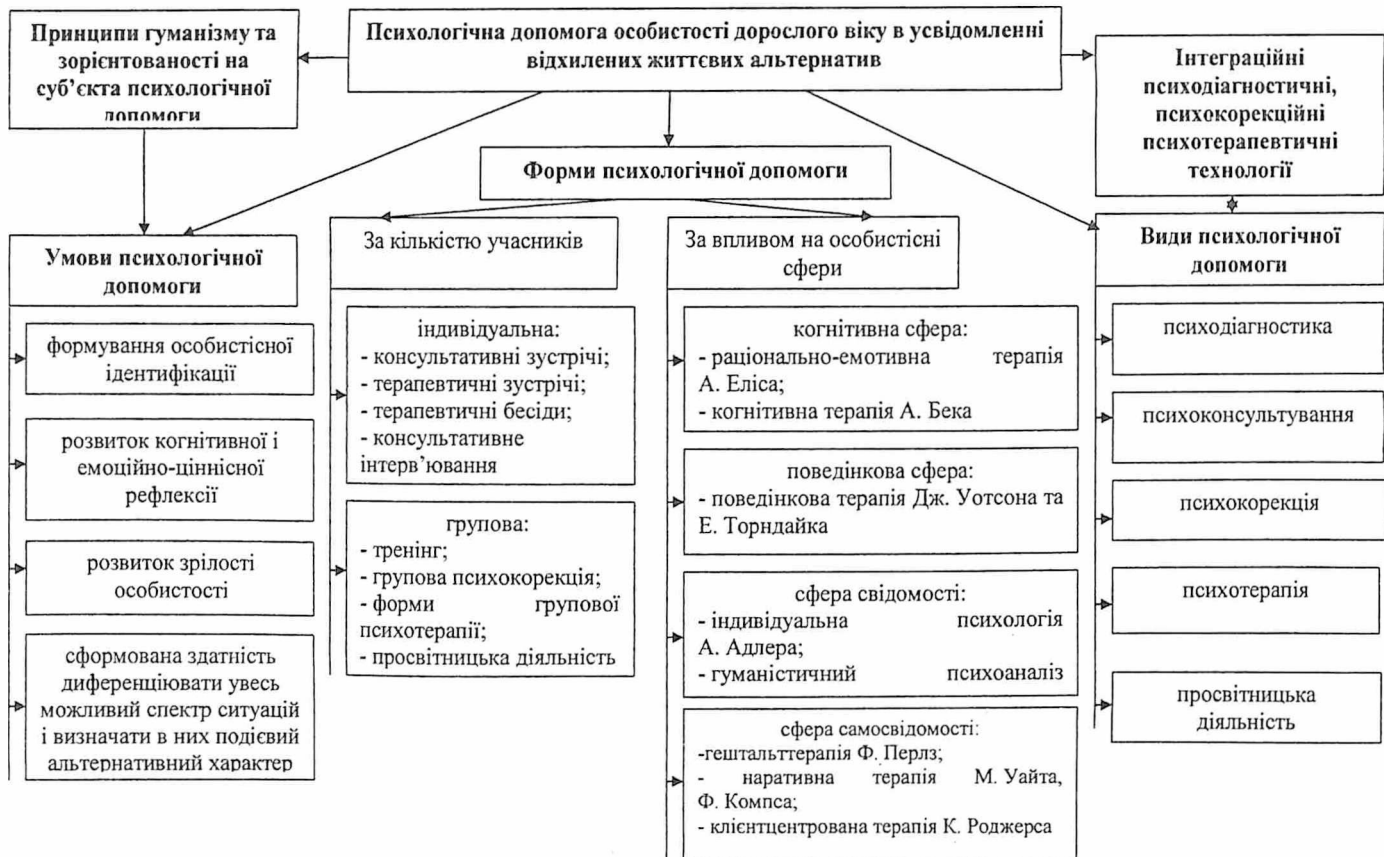 Принципи гуманізму та
зорієнтованості на
суб’єкта психологічної
допомоги
Психологічна допомога особистості дорослого віку в усвідомленні
відхилених життєвих альтернатив
Інтеграційні
психодіагностичні,
психокорекційні
психотерапевтичні
технології
Форми психологічної допомоги
Умови психологічної
допомоги
формування особистісної
ідентифікації
розвиток когнітивної і
емоційно-ціннісної
рефлексії
розвиток зрілості
особистості
сформована здатність
диференціювати увесь
можливий спектр ситуацій
і визначати в них подієвий
альтернативний характер
За кількістю учасників
індивідуальна:
- консультативні зустрічі;
- терапевтичні зустрічі;
- терапевтичні бесіди;
- консультативне
інтерв’ювання
групова:
- тренінг;
- групова психокорекція;
- форми групової
психотерапії;
- просвітницька діяльність
За впливом на особистісні
сфери
когнітивна сфера:
- раціонально-емотивна терапія
А. Еліса;
- когнітивна терапія А. Бека
поведінкова сфера:
- поведінкова терапія Дж. Уотсона та
Е. Торндайка
сфера свідомості:
- індивідуальна психологія
А. Адлера;
- гуманістичний психоаналіз
сфера самосвідомості:
-гештальттерапія Ф. Перлз;
- наративна терапія М. Уайта,
Ф. Компса;
- клієнтцентрована терапія К. Роджерса
Види психологічної
допомоги
психодіагностика
психоконсультування
психокорекція
психотерапія
просвітницька
діяльність